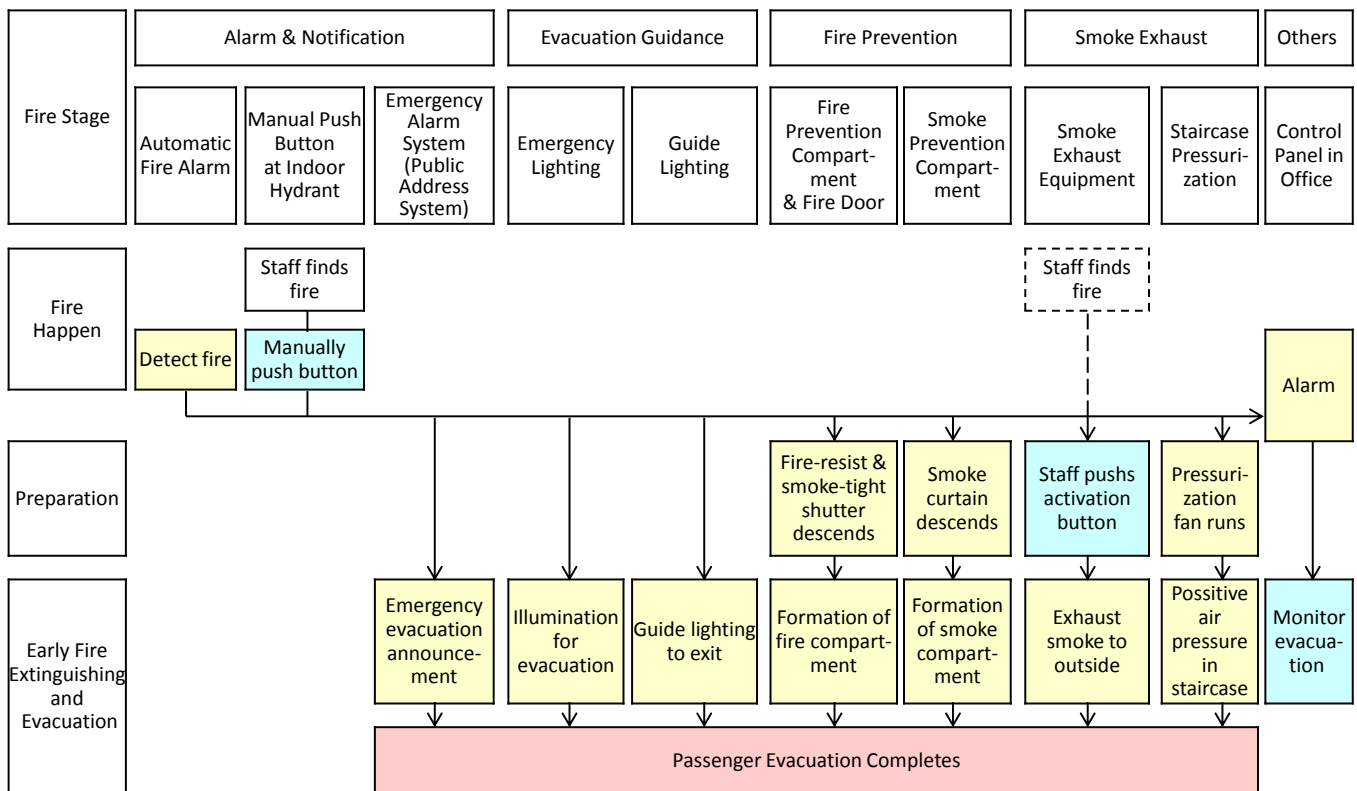 Alarm & Notification
Evacuation Guidance
Fire Prevention
Smoke Exhaust
Others
Fire Stage
Automatic
Fire Alarm
Manual Push
Button
at Indoor
Hydrant
Emergency
Alarm
System
(Public
Address
System)
Emergency
Lighting
Guide
Lighting
Fire
Prevention
Compart-
ment
& Fire Door
Smoke
Prevention
Compart-
ment
Smoke
Exhaust
Equipment
Staircase
Pressuri-
zation
Control
Panel in
Office
Fire
Happen
Staff finds
fire
Staff finds
fire
Detect fire
Manually
push button
Alarm
Preparation
Fire-resist &
smoke-tight
shutter
descends
Smoke
curtain
descends
Staff pushs
activation
button
Pressuri-
zation
fan runs
Early Fire
Extinguishing
and
Evacuation
Emergency
evacuation
announce-
ment
Illumination
for
evacuation
Guide lighting
to exit
Formation of
fire compart-
ment
Formation
of smoke
compart-
ment
Exhaust
smoke to
outside
Possitive
air
pressure
in
staircase
Monitor
evacua-
tion
Passenger Evacuation Completes